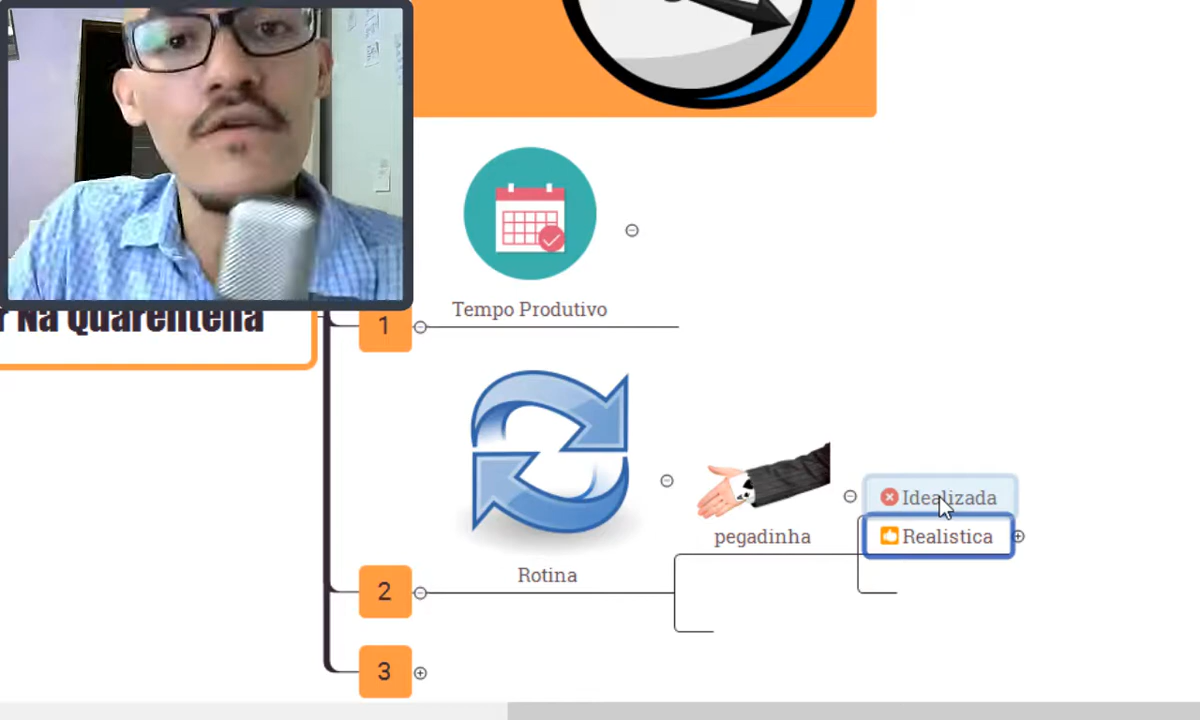 Tempo Produtivo
r Na Quarentena
1
Idealizada
Realistica
pegadinha
Rotina
2
3